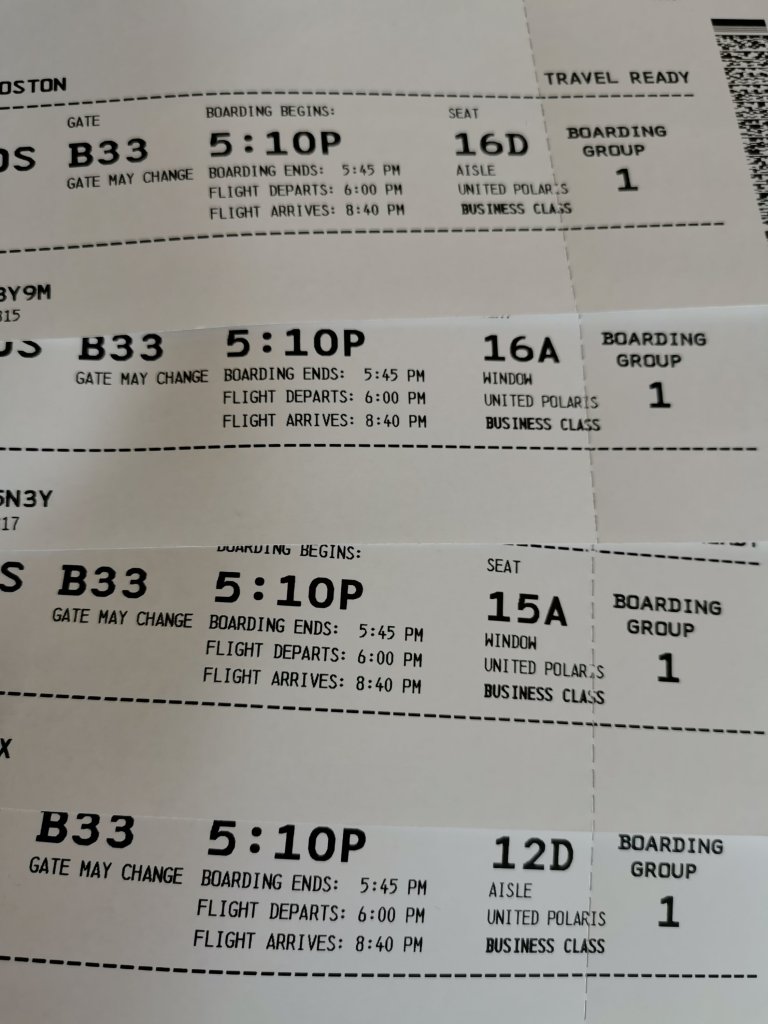 OSTON TRAVEL READY
GATE BOARDING BEGINS: SEAT BOARDING GROUP
OS B33 5:10P 16D 1
GATE MAY CHANGE BOARDING ENDS: 5:45 PM AISLE
FLIGHT DEPARTS: 6:00 PM UNITED POLARIS
FLIGHT ARRIVES: 8:40 PM BUSINESS CLASS
3Y9M
315
OS B33 5:10P 16A BOARDING GROUP
GATE MAY CHANGE BOARDING ENDS: 5:45 PM WINDOW 1
FLIGHT DEPARTS: 6:00 PM UNITED POLARIS
FLIGHT ARRIVES: 8:40 PM BUSINESS CLASS
5N3Y
17
BOARDING BEGINS: SEAT
S B33 5:10P 15A BOARDING GROUP
GATE MAY CHANGE BOARDING ENDS: 5:45 PM WINDOW 1
FLIGHT DEPARTS: 6:00 PM UNITED POLARIS
FLIGHT ARRIVES: 8:40 PM BUSINESS CLASS
X
B33 5:10P 12D BOARDING GROUP
GATE MAY CHANGE BOARDING ENDS: 5:45 PM AISLE 1
FLIGHT DEPARTS: 6:00 PM UNITED POLARIS
FLIGHT ARRIVES: 8:40 PM BUSINESS CLASS